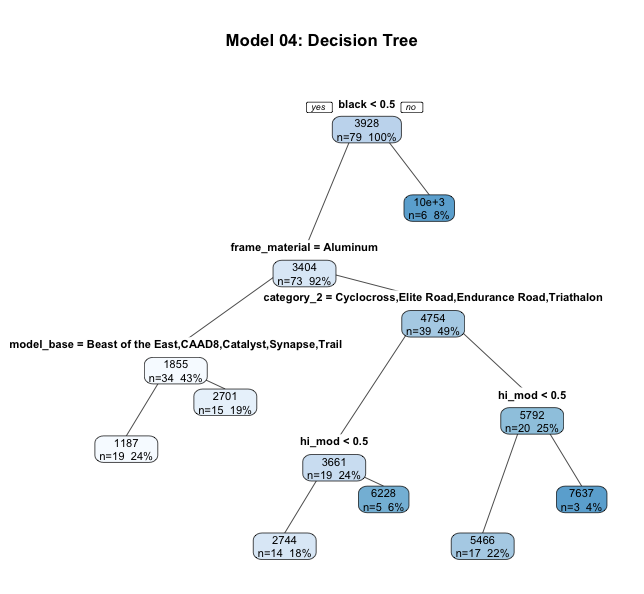 Model 04: Decision Tree
yes black < 0.5 no
3928
n=79 100%
10e+3
n=6 8%
frame_material = Aluminum
3404
n=73 92%
category_2 = Cyclocross,Elite Road,Endurance Road,Triathalon
4754
n=39 49%
model_base = Beast of the East,CAAD8,Catalyst,Synapse,Trail
1855
n=34 43%
2701
n=15 19%
hi_mod < 0.5
5792
n=20 25%
1187
n=19 24%
hi_mod < 0.5
3661
n=19 24%
6228
n=5 6%
7637
n=3 4%
2744
n=14 18%
5466
n=17 22%